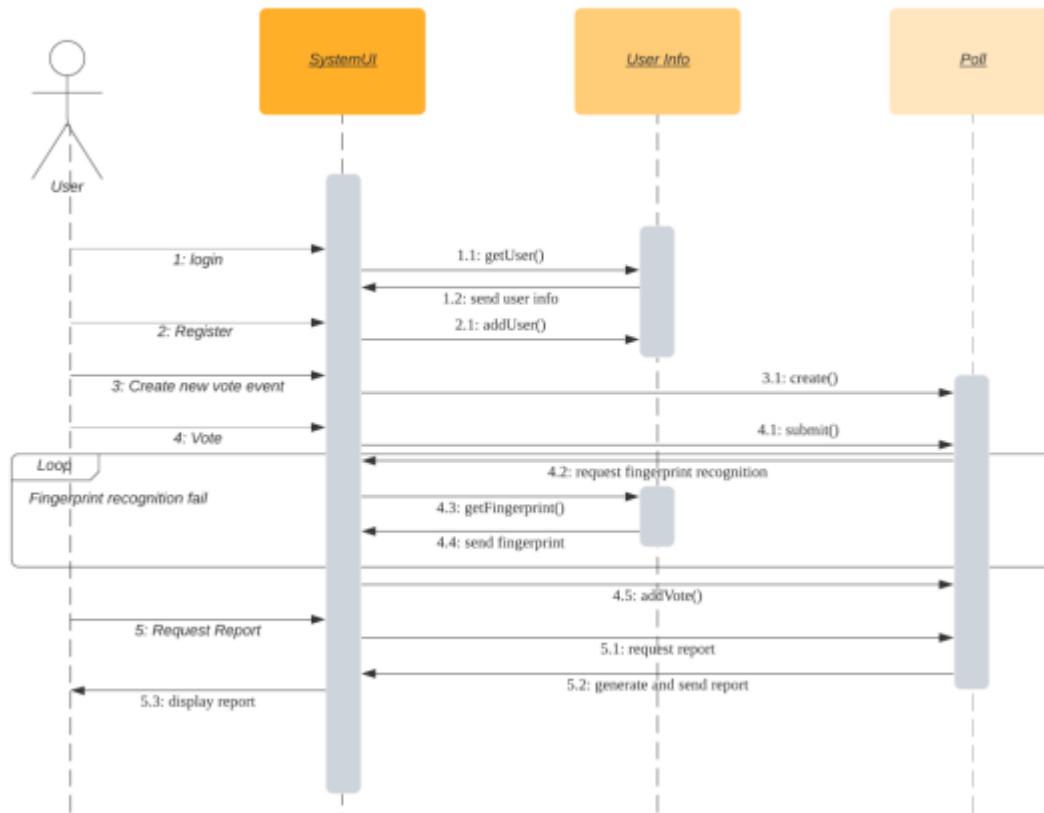 SystemUI
User Info
Poll
User
1: login
1.1: getUser()
1.2: send user info
2: Register
2.1: addUser()
3: Create new vote event
3.1: create()
4: Vote
4.1: submit()
Loop
4.2: request fingerprint recognition
Fingerprint recognition fail
4.3: getFingerprint()
4.4: send fingerprint
4.5: addVote()
5: Request Report
5.1: request report
5.2: generate and send report
5.3: display report